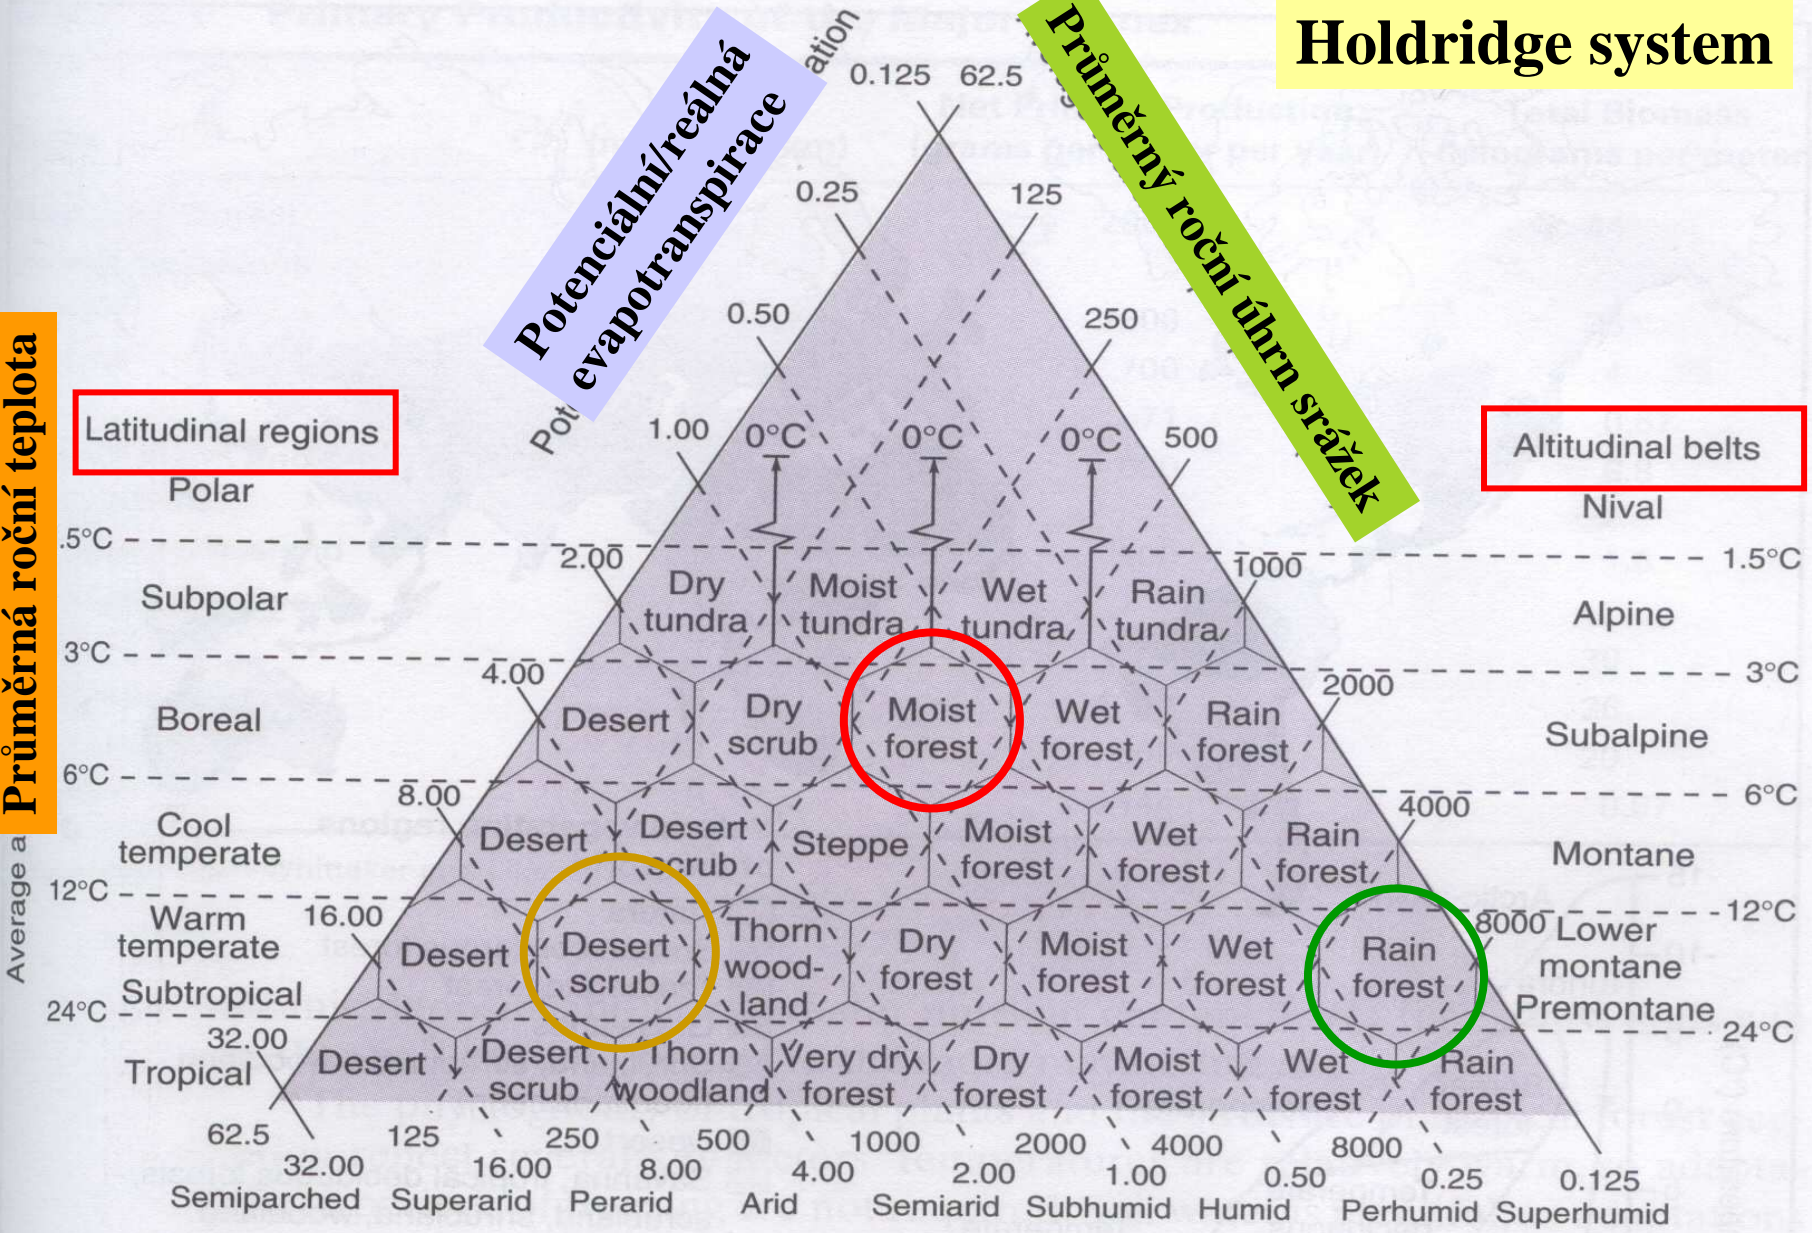 Holdridge system
Potenciální/reálná
evapotranspirace
ation
Pot
Průměrný roční úhrn srážek
Průměrná roční teplota
Average a
Latitudinal regions
Altitudinal belts
0.125 62.5
0.25 125
0.50 250
1.00 0°C 0°C 0°C 500
Polar Nival
.5°C 1.5°C
2.00 1000
Subpolar Alpine
Dry tundra
Moist tundra
Wet tundra
Rain tundra
3°C 3°C
4.00 2000
Boreal Subalpine
Desert
Dry scrub
Moist forest
Wet forest
Rain forest
6°C 6°C
8.00 4000
Cool temperate
Montane
Desert
Desert scrub
Steppe
Moist forest
Wet forest
Rain forest
12°C 12°C
16.00 8000
Warm temperate
Subtropical
Lower montane
Premontane
Desert
Desert scrub
Thorn wood-
land
Dry forest
Moist forest
Wet forest
Rain forest
24°C 24°C
32.00
Tropical
Desert
Desert scrub
Thorn woodland
Very dry forest
Dry forest
Moist forest
Wet forest
Rain forest
62.5 125 250 500 1000 2000 4000 8000
32.00 16.00 8.00 4.00 2.00 1.00 0.50 0.25 0.125
Semiparched Superarid Perarid Arid Semiarid Subhumid Humid Perhumid Superhumid